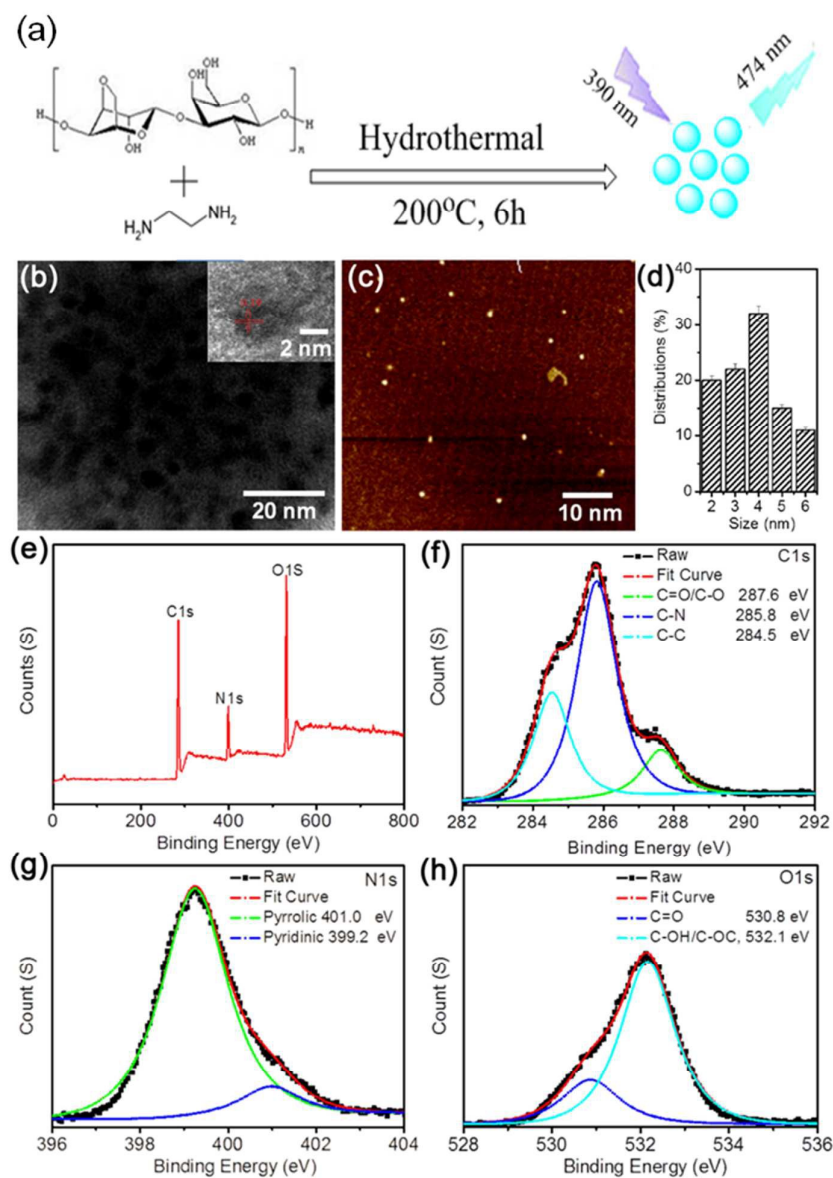 (a)
OH
OH
O
O
O
O
H
O
O
H
OH
OH
n
+
H₂N
NH₂
Hydrothermal
200°C, 6h
390 nm
474 nm
(b)
2 nm
20 nm
(c)
10 nm
(d)
Distributions (%)
40
30
20
10
0
2 3 4 5 6
Size (nm)
(e)
Counts (S)
C1s
N1s
O1S
0 200 400 600 800
Binding Energy (eV)
(f)
Count (S)
Raw
Fit Curve
C=O/C-O 287.6 eV
C-N 285.8 eV
C-C 284.5 eV
C1s
282 284 286 288 290 292
Binding Energy (eV)
(g)
Count (S)
Raw
Fit Curve
Pyrrolic 401.0 eV
Pyridinic 399.2 eV
N1s
396 398 400 402 404
Binding Energy (eV)
(h)
Count (S)
Raw
Fit Curve
C=O 530.8 eV
C-OH/C-OC, 532.1 eV
O1s
528 530 532 534 536
Binding Energy (eV)